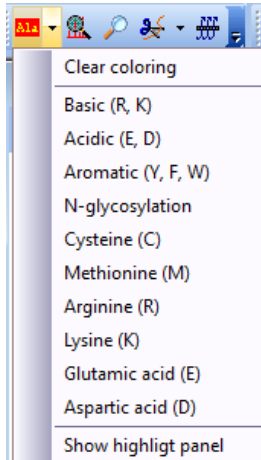 Ala
Clear coloring
Basic (R, K)
Acidic (E, D)
Aromatic (Y, F, W)
N-glycosylation
Cysteine (C)
Methionine (M)
Arginine (R)
Lysine (K)
Glutamic acid (E)
Aspartic acid (D)
Show highligt panel